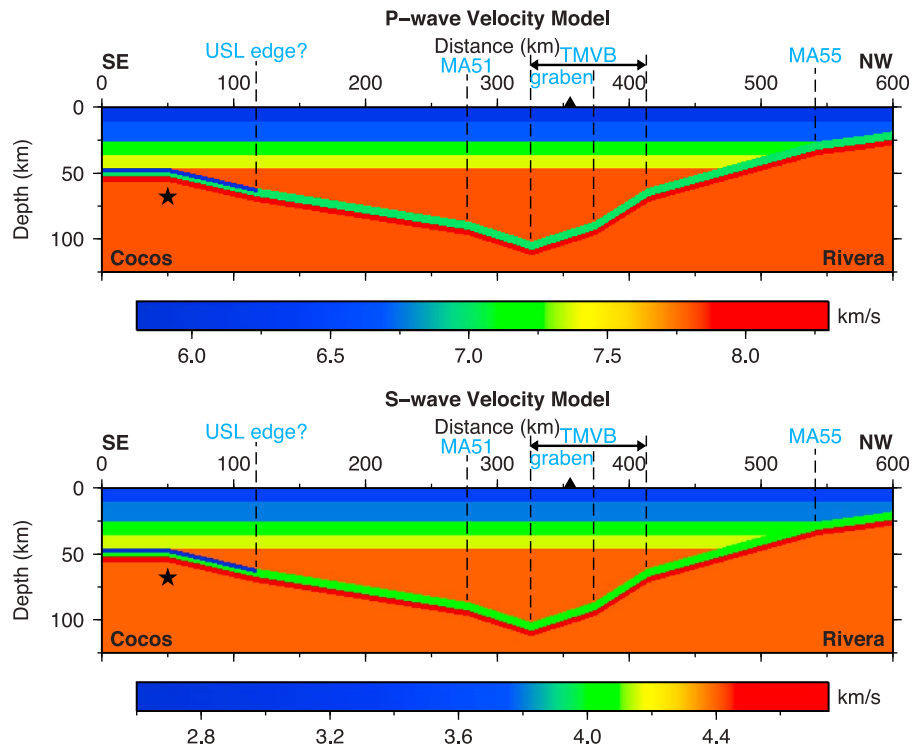 P–wave Velocity Model
Distance (km)
USL edge?
TMVB
SE
MA51
graben
MA55
NW
0 100 200 300 400 500 600
Depth (km)
0
50
100
Cocos
Rivera
km/s
6.0 6.5 7.0 7.5 8.0
S–wave Velocity Model
Distance (km)
USL edge?
TMVB
SE
MA51
graben
MA55
NW
0 100 200 300 400 500 600
Depth (km)
0
50
100
Cocos
Rivera
km/s
2.8 3.2 3.6 4.0 4.4